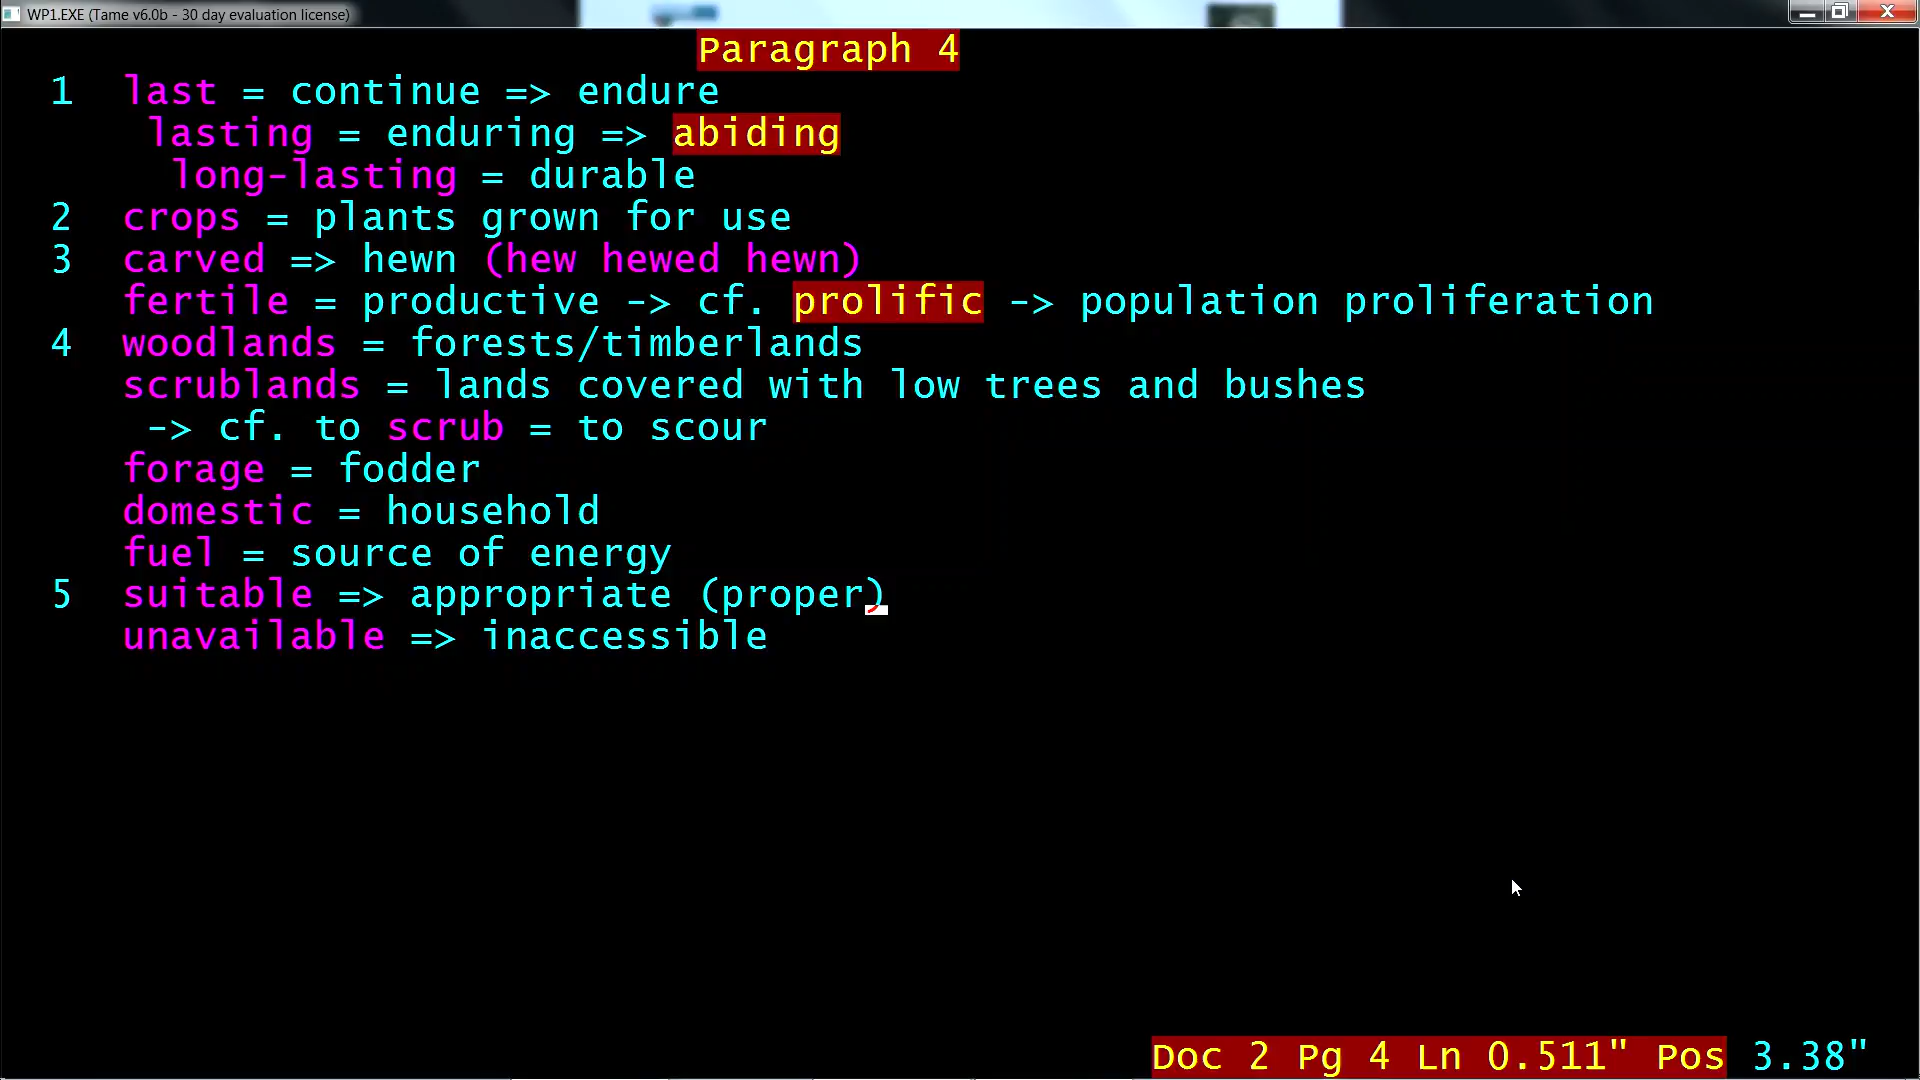 WP1.EXE (Tame v6.0b - 30 day evaluation license)
Paragraph 4
1 last = continue => endure
lasting = enduring => abiding
long-lasting = durable
2 crops = plants grown for use
3 carved => hewn (hew hewed hewn)
fertile = productive -> cf. prolific -> population proliferation
4 woodlands = forests/timberlands
scrublands = lands covered with low trees and bushes
-> cf. to scrub = to scour
forage = fodder
domestic = household
fuel = source of energy
5 suitable => appropriate (proper)
unavailable => inaccessible
Doc 2 Pg 4 Ln 0.511" Pos 3.38"